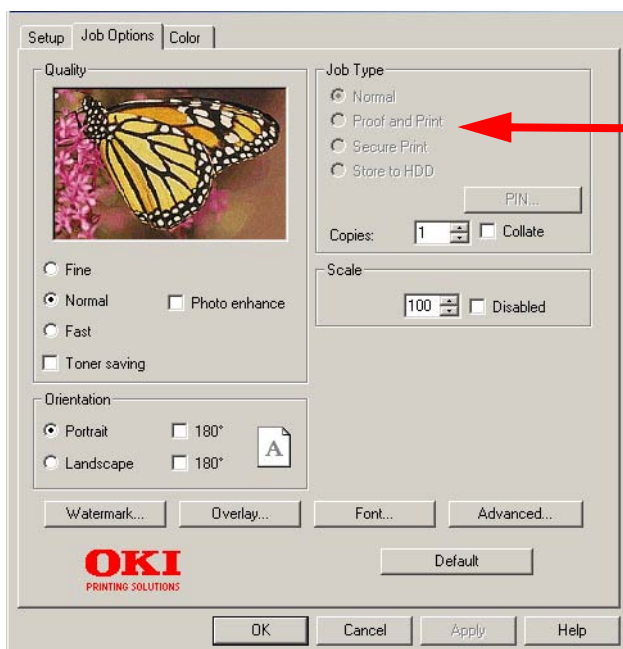 Setup Job Options Color
Quality
Fine
Normal Photo enhance
Fast
Toner saving
Orientation
Portrait 180°
A
Landscape 180°
Job Type
Normal
Proof and Print
Secure Print
Store to HDD
PIN...
Copies: 1 Collate
Scale
100 Disabled
Watermark... Overlay... Font... Advanced...
OKI
PRINTING SOLUTIONS
Default
OK Cancel Apply Help